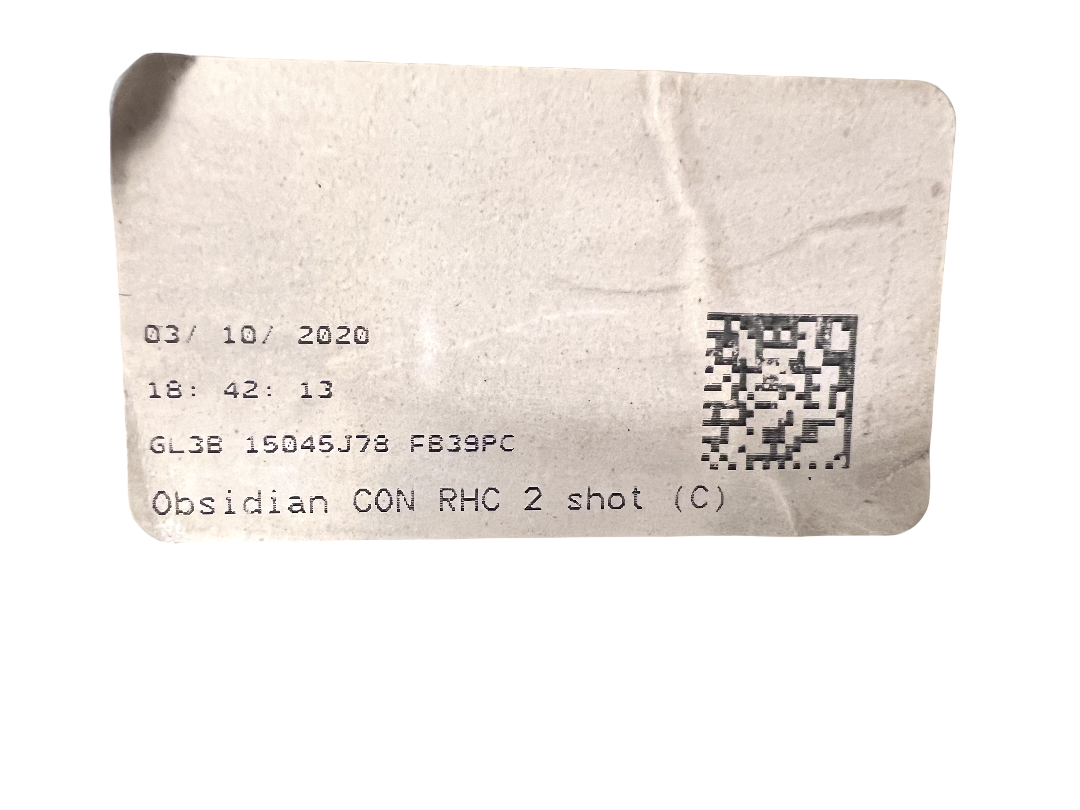 03/ 10/ 2020
18: 42: 13
GL3B 15045J78 FB39PC
Obsidian CON RHC 2 shot (C)